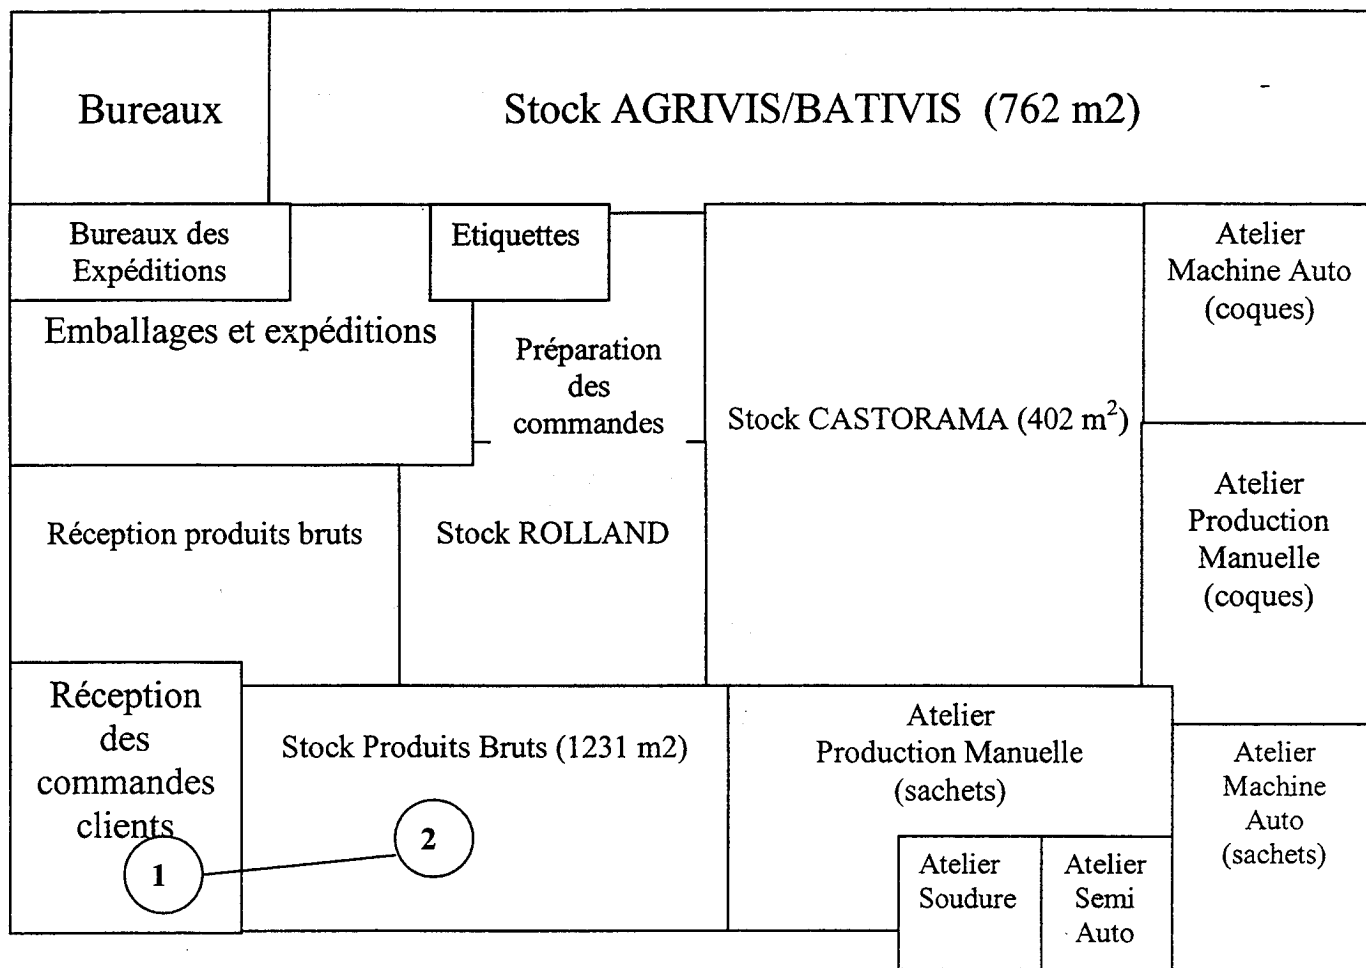 Bureaux
Stock AGRIVIS/BATIVIS (762 m2)
Bureaux des
Expéditions
Etiquettes
Atelier
Machine Auto
(coques)
Emballages et expéditions
Préparation
des
commandes
Stock CASTORAMA (402 m²)
Atelier
Production
Manuelle
(coques)
Réception produits bruts
Stock ROLLAND
Réception
des
commandes
clients
1
Stock Produits Bruts (1231 m2)
2
Atelier
Production Manuelle
(sachets)
Atelier
Machine
Auto
(sachets)
Atelier
Soudure
Atelier
Semi
Auto